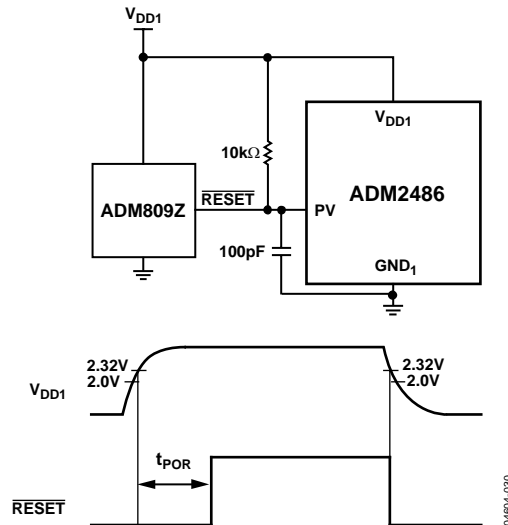 VDD1
VDD1
10kΩ
ADM2486
ADM809Z
RESET
PV
100pF
GND1
2.32V
2.0V
VDD1
2.32V
2.0V
tPOR
RESET
04604-030